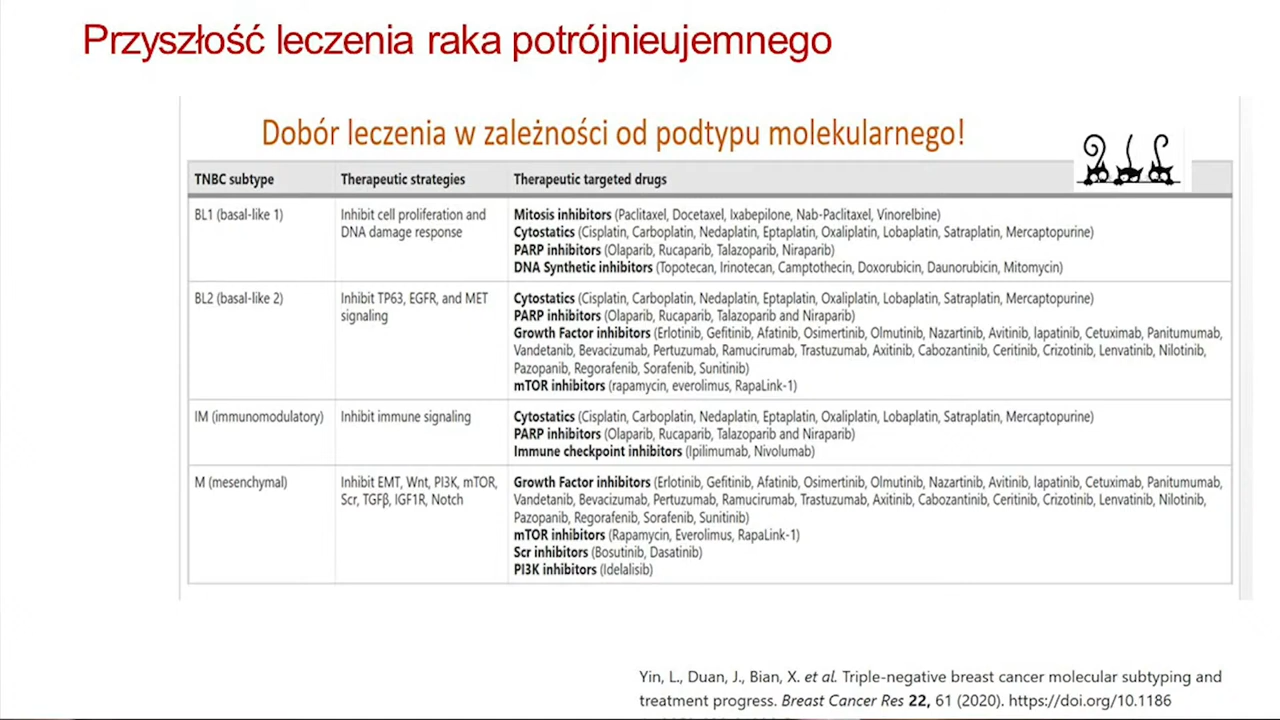 Przyszłość leczenia raka potrójnieujemnego
Dobór leczenia w zależności od podtypu molekularnego!
TNBC subtype Therapeutic strategies Therapeutic targeted drugs
BL1 (basal-like 1) Inhibit cell proliferation and Mitosis inhibitors (Paclitaxel, Docetaxel, Ixabepilone, Nab-Paclitaxel, Vinorelbine)
DNA damage response Cytostatics (Cisplatin, Carboplatin, Nedaplatin, Eptaplatin, Oxaliplatin, Lobaplatin, Satraplatin, Mercaptopurine)
PARP inhibitors (Olaparib, Rucaparib, Talazoparib, Niraparib)
DNA Synthetic inhibitors (Topotecan, Irinotecan, Camptothecin, Doxorubicin, Daunorubicin, Mitomycin)
BL2 (basal-like 2) Inhibit TP63, EGFR, and MET Cytostatics (Cisplatin, Carboplatin, Nedaplatin, Eptaplatin, Oxaliplatin, Lobaplatin, Satraplatin, Mercaptopurine)
signaling PARP inhibitors (Olaparib, Rucaparib, Talazoparib and Niraparib)
Growth Factor inhibitors (Erlotinib, Gefitinib, Afatinib, Osimertinib, Olmutinib, Nazartinib, Avitinib, lapatinib, Cetuximab, Panitumumab,
Vandetanib, Bevacizumab, Pertuzumab, Ramucirumab, Trastuzumab, Axitinib, Cabozantinib, Ceritinib, Crizotinib, Lenvatinib, Nilotinib,
Pazopanib, Regorafenib, Sorafenib, Sunitinib)
mTOR inhibitors (rapamycin, everolimus, RapaLink-1)
IM (immunomodulatory) Inhibit immune signaling Cytostatics (Cisplatin, Carboplatin, Nedaplatin, Eptaplatin, Oxaliplatin, Lobaplatin, Satraplatin, Mercaptopurine)
PARP inhibitors (Olaparib, Rucaparib, Talazoparib and Niraparib)
Immune checkpoint inhibitors (Ipilimumab, Nivolumab)
M (mesenchymal) Inhibit EMT, Wnt, PI3K, mTOR, Growth Factor inhibitors (Erlotinib, Gefitinib, Afatinib, Osimertinib, Olmutinib, Nazartinib, Avitinib, lapatinib, Cetuximab, Panitumumab,
Scr, TGFβ, IGF1R, Notch Vandetanib, Bevacizumab, Pertuzumab, Ramucirumab, Trastuzumab, Axitinib, Cabozantinib, Ceritinib, Crizotinib, Lenvatinib, Nilotinib,
Pazopanib, Regorafenib, Sorafenib, Sunitinib)
mTOR inhibitors (Rapamycin, Everolimus, RapaLink-1)
Scr inhibitors (Bosutinib, Dasatinib)
PI3K inhibitors (Idelalisib)
Yin, L., Duan, J., Bian, X. et al. Triple-negative breast cancer molecular subtyping and
treatment progress. Breast Cancer Res 22, 61 (2020). https://doi.org/10.1186